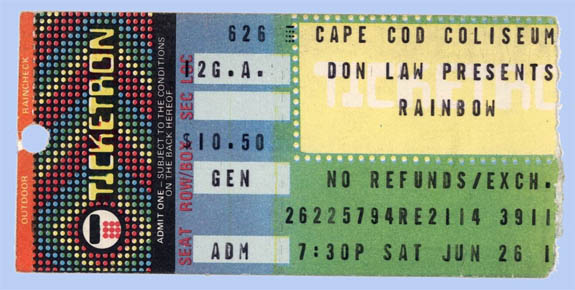 RAINCHECK
OUTDOOR
TICKETRON
ADMIT ONE — SUBJECT TO THE CONDITIONS
ON THE BACK HEREOF
SEAT ROW/BOX SEC LOC
626
G.A.
10.50
GEN
ADM
CAPE COD COLISEUM
DON LAW PRESENTS
RAINBOW
NO REFUNDS/EXCH.
26225794RE2114 3911
7:30P SAT JUN 26 1